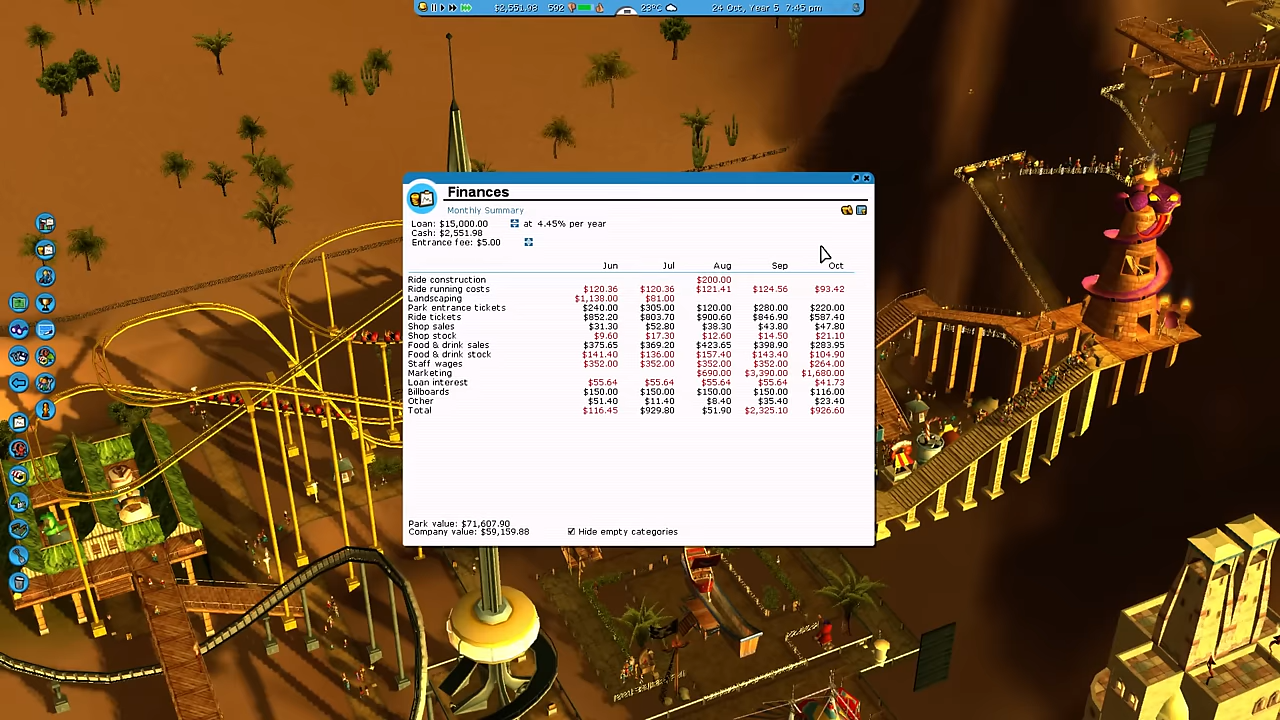 $2,551.98 592 23°C 24 Oct, Year 5 7:45 pm
Finances
Monthly Summary
Loan: $15,000.00 at 4.45% per year
Cash: $2,551.98
Entrance fee: $5.00
Jun Jul Aug Sep Oct
Ride construction $200.00
Ride running costs $120.36 $120.36 $121.41 $124.56 $93.42
Landscaping $1,138.00 $81.00
Park entrance tickets $240.00 $305.00 $120.00 $280.00 $220.00
Ride tickets $852.20 $803.70 $900.60 $846.90 $587.40
Shop sales $31.30 $52.80 $38.30 $43.80 $47.80
Shop stock $9.60 $17.30 $12.60 $14.50 $21.10
Food & drink sales $375.65 $369.20 $423.65 $379.90 $283.95
Food & drink stock $141.40 $136.00 $157.40 $143.40 $104.90
Staff wages $352.00 $352.00 $352.00 $352.00 $264.00
Marketing $690.00 $3,390.00 $1,680.00
Loan interest $55.64 $55.64 $55.64 $55.64 $41.73
Billboards $150.00 $150.00 $150.00 $150.00 $116.00
Other $51.40 $11.40 $8.40 $35.40 $23.40
Total $116.45 $929.80 $51.90 $2,325.10 $926.60
Park value: $71,607.90
Company value: $59,159.88 Hide empty categories